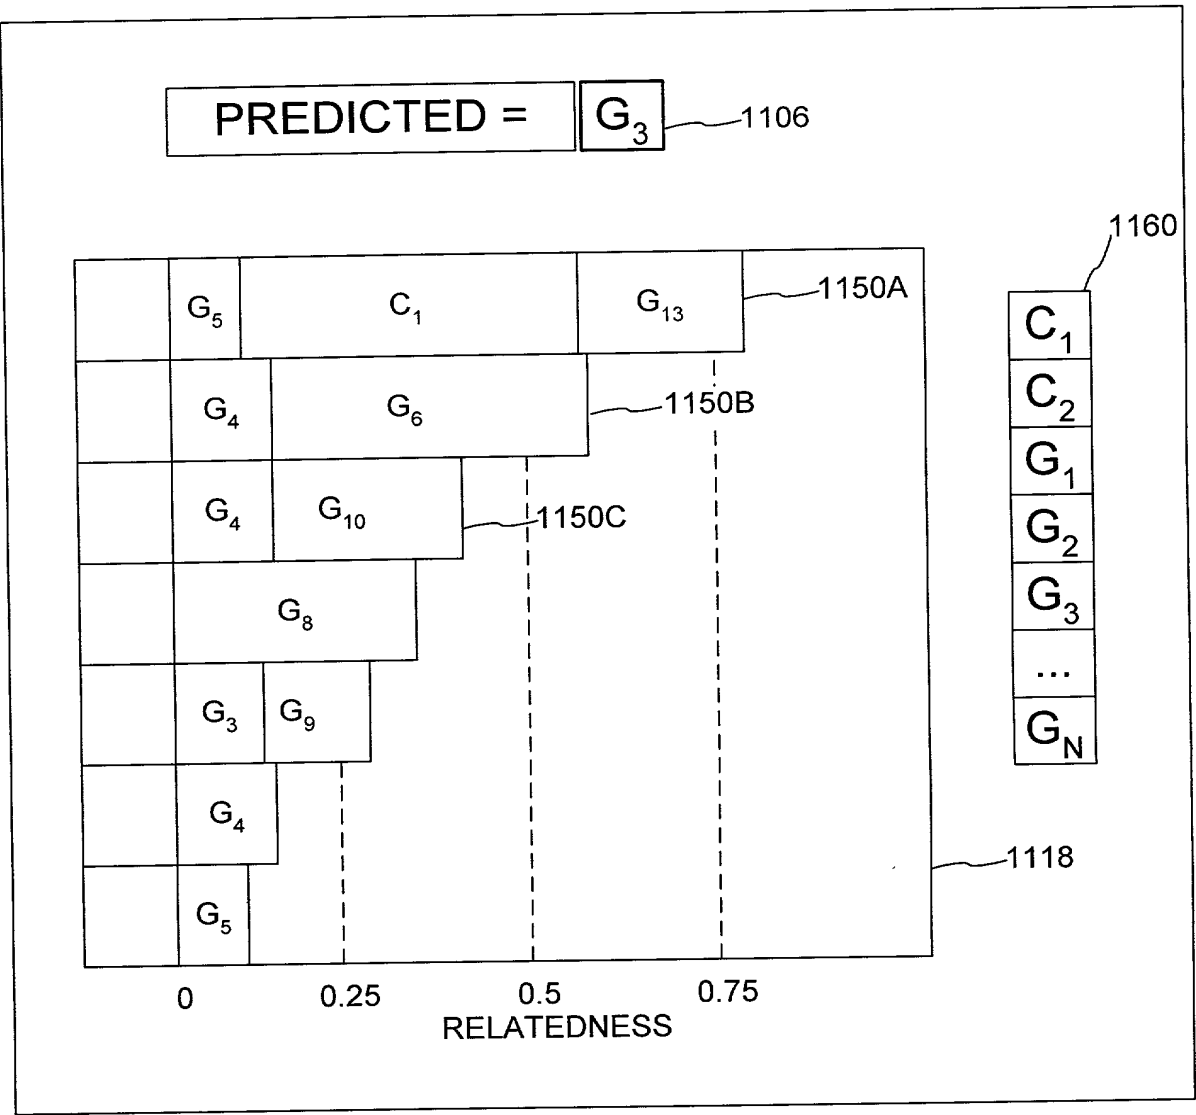 PREDICTED = G₃ 1106
1160
G₅ C₁ G₁₃ 1150A
G₄ G₆ 1150B
G₄ G₁₀ 1150C
G₈
G₃ G₉
G₄
G₅
C₁
C₂
G₁
G₂
G₃
...
G_N
1118
0 0.25 0.5 0.75
RELATEDNESS